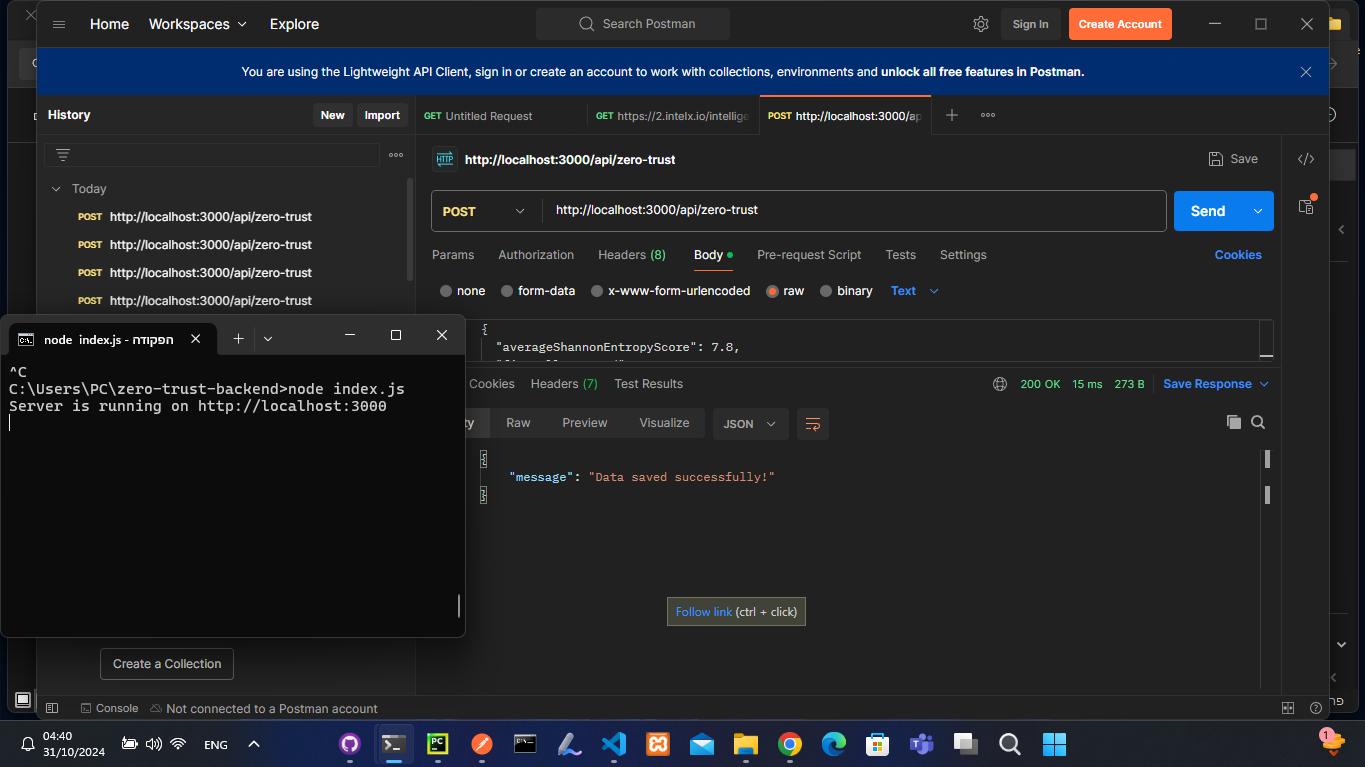 Home
Workspaces
Explore
Search Postman
Sign In
Create Account
You are using the Lightweight API Client, sign in or create an account to work with collections, environments and unlock all free features in Postman.
History
New
Import
GET Untitled Request
GET https://2.intelx.io/intellige
POST http://localhost:3000/ap
http://localhost:3000/api/zero-trust
Save
Today
POST http://localhost:3000/api/zero-trust
POST http://localhost:3000/api/zero-trust
POST http://localhost:3000/api/zero-trust
POST http://localhost:3000/api/zero-trust
POST
http://localhost:3000/api/zero-trust
Send
Params
Authorization
Headers (8)
Body
Pre-request Script
Tests
Settings
Cookies
none
form-data
x-www-form-urlencoded
raw
binary
Text
{
"averageShannonEntropyScore": 7.8,
Cookies
Headers (7)
Test Results
200 OK
15 ms
273 B
Save Response
Raw
Preview
Visualize
JSON
{
"message": "Data saved successfully!"
}
Follow link (ctrl + click)
הפקודה - node index.js
^C
C:\Users\PC\zero-trust-backend>node index.js
Server is running on http://localhost:3000
Create a Collection
Console
Not connected to a Postman account
04:40
31/10/2024
ENG
PC
1